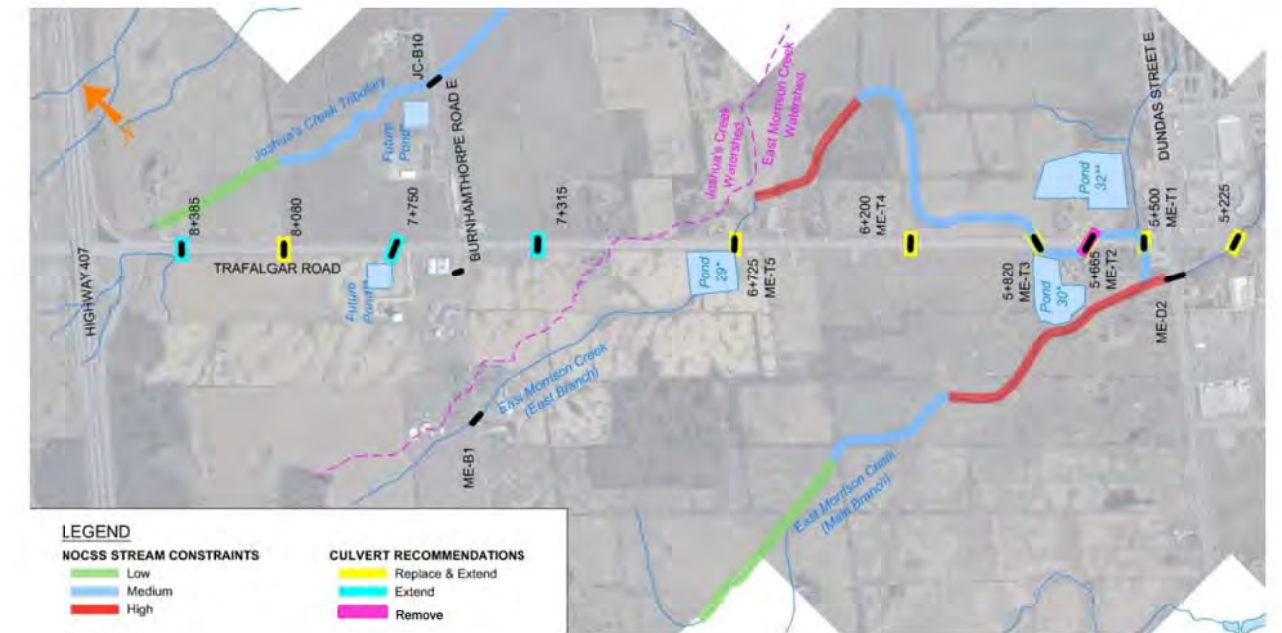 JC-B10
BURNHAMTHORPE ROAD E
Joshua's Creek Tributary
Future
Pond**
Joshua's Creek
Watershed
East Morrison Creek
Watershed
DUNDAS STREET E
Pond
32**
N
HIGHWAY 407
8+385
8+080
7+750
7+315
6+200
ME-T4
5+500
ME-T1
5+225
TRAFALGAR ROAD
Future
Pond**
Pond
29*
6+725
ME-T5
5+820
ME-T3
Pond
30*
5+665
ME-T2
ME-D2
East Morrison Creek
(East Branch)
ME-B1
East Morrison Creek
(Main Branch)
LEGEND
NOCSS STREAM CONSTRAINTS
Low
Medium
High
CULVERT RECOMMENDATIONS
Replace & Extend
Extend
Remove